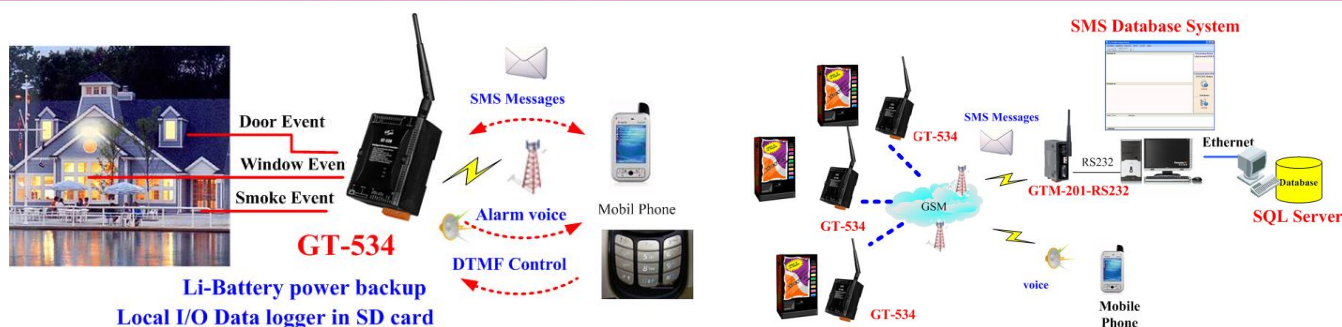 Door Event
Window Even
Smoke Event
GT-534
SMS Messages
Alarm voice
Mobil Phone
DTMF Control
Li-Battery power backup
Local I/O Data logger in SD card
SMS Database System
GT-534
GT-534
GT-534
GSM
SMS Messages
RS232
GTM-201-RS232
Ethernet
Database
SQL Server
voice
Mobile
Phone